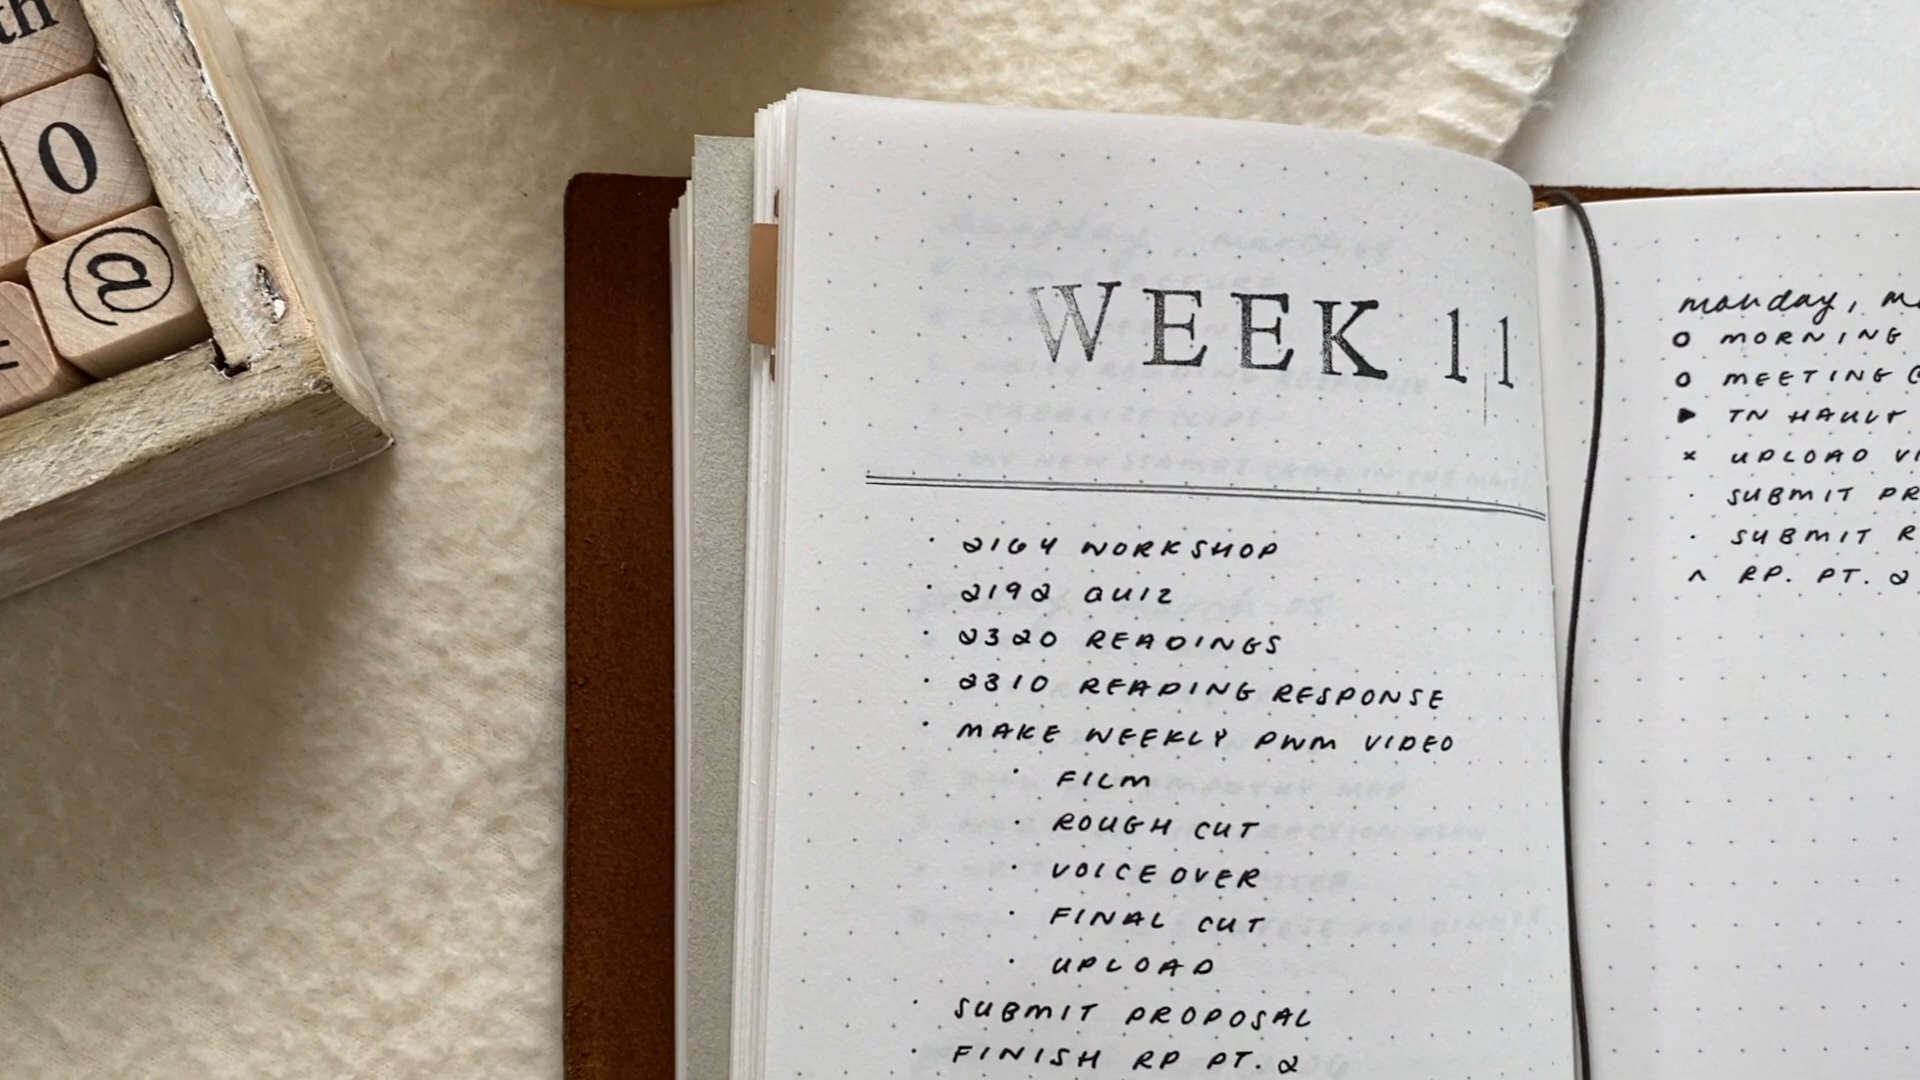 th
0
@
WEEK 11
· 2164 WORKSHOP
· 2192 QUIZ
· 2320 READINGS
· 2310 READING RESPONSE
· MAKE WEEKLY PWM VIDEO
· FILM
· ROUGH CUT
· VOICEOVER
· FINAL CUT
· UPLOAD
· SUBMIT PROPOSAL
· FINISH RP PT. 2
monday, m
o MORNING
o MEETING
▶ TN HAUL
× UPLOAD VI
· SUBMIT PR
· SUBMIT R
^ RP. PT. 2